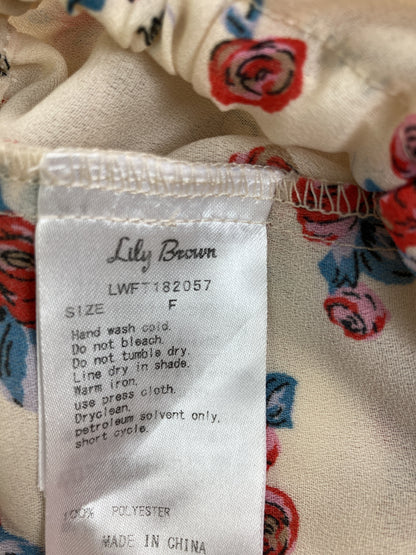 Lily Brown
LWFT182057
SIZE F
Hand wash cold.
Do not bleach.
Do not tumble dry.
Line dry in shade.
Warm iron.
use press cloth.
Dryclean.
petroleum solvent only,
short cycle.
100% POLYESTER
MADE IN CHINA